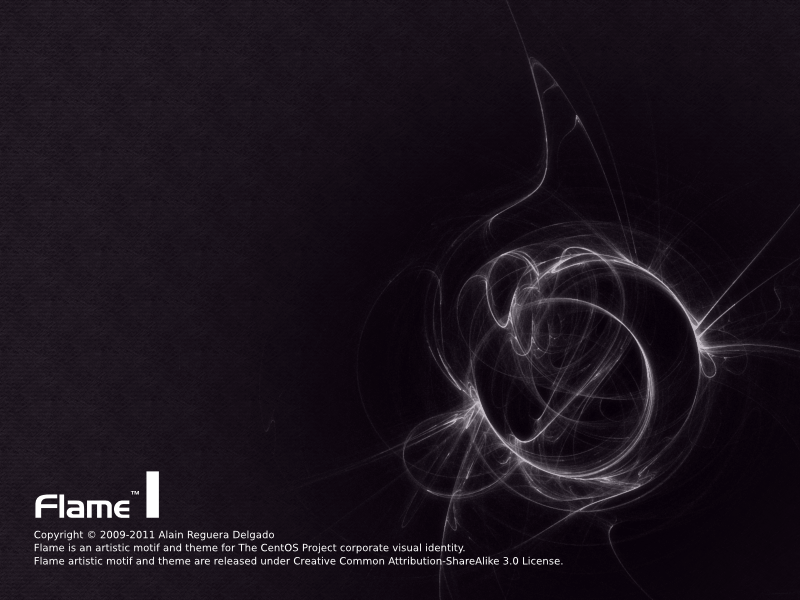 Flame™ 1
Copyright © 2009-2011 Alain Reguera Delgado
Flame is an artistic motif and theme for The CentOS Project corporate visual identity.
Flame artistic motif and theme are released under Creative Common Attribution-ShareAlike 3.0 License.